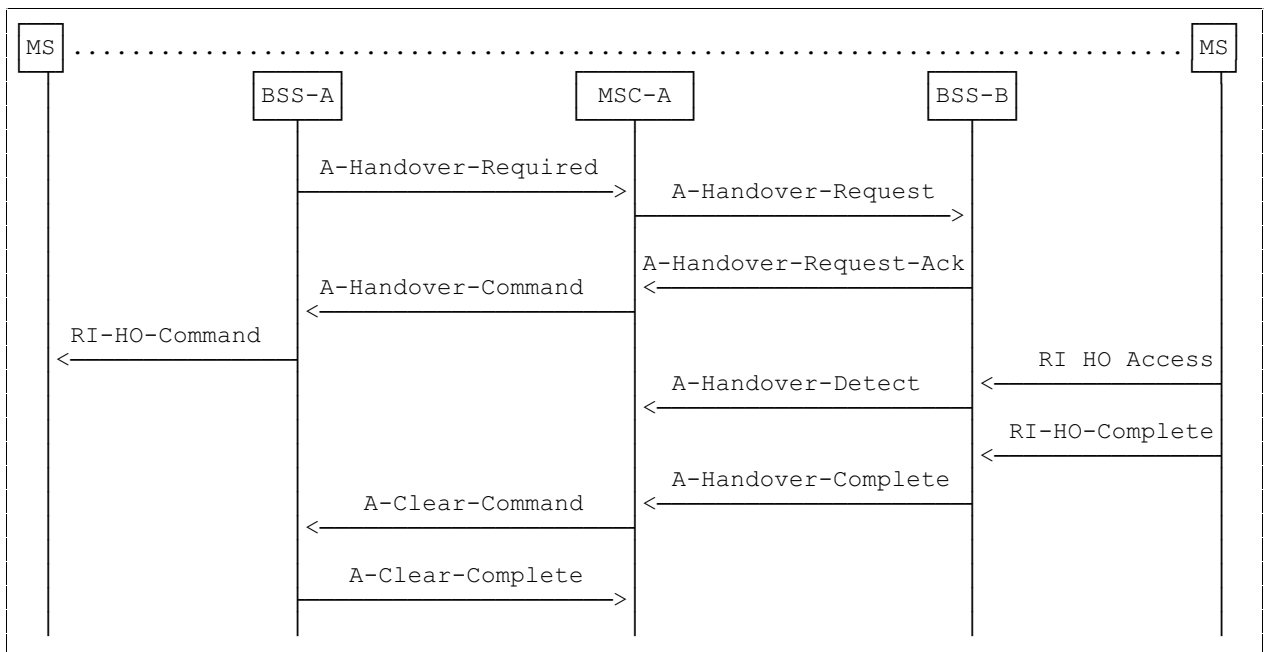 MS MS
BSS-A MSC-A BSS-B
A-Handover-Required
A-Handover-Request
A-Handover-Request-Ack
A-Handover-Command
RI-HO-Command
RI HO Access
A-Handover-Detect
RI-HO-Complete
A-Handover-Complete
A-Clear-Command
A-Clear-Complete